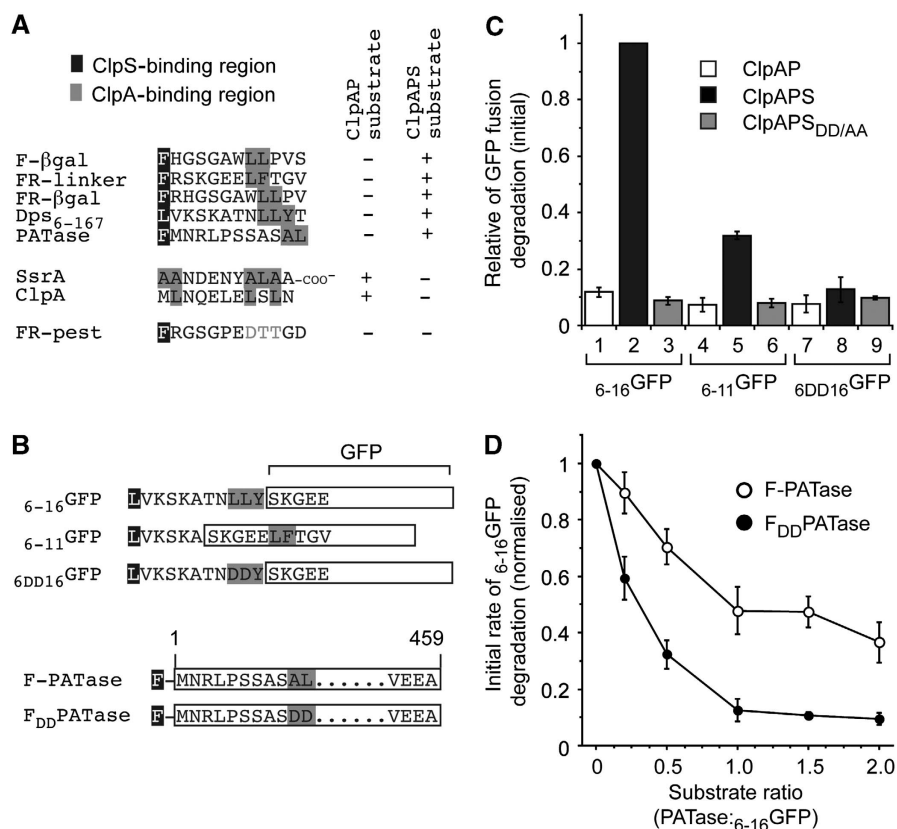 A
ClpS-binding region
ClpA-binding region
ClpAP substrate
ClpAPS substrate
F-βgal FHGSGAWLLPVS − +
FR-linker FRSKGEELFTGV − +
FR-βgal FRHGSGAWLLPV − +
Dps6-167 LVKSKATNLLYT − +
PATase FMNRLPSSASAL − +
SsrA AANDENYALAA-coo− + −
ClpA MLNQELELSLN + −
FR-pest FRGSGPEDTTGD − −
B
GFP
6-16GFP LVKSKATNLLYSKGEE
6-11GFP LVKSKASKGEELFTGV
6DD16GFP LVKSKATNDDYSKGEE
1 459
F-PATase F-MNRLPSSASAL......VEEA
FDDPATase F-MNRLPSSASDD......VEEA
C
Relative of GFP fusion degradation (initial)
1
0.8
0.6
0.4
0.2
0
ClpAP
ClpAPS
ClpAPSDD/AA
1 2 3 4 5 6 7 8 9
6-16GFP 6-11GFP 6DD16GFP
D
Initial rate of 6-16GFP degradation (normalised)
1
0.8
0.6
0.4
0.2
0
F-PATase
FDDPATase
0 0.5 1.0 1.5 2.0
Substrate ratio
(PATase:6-16GFP)